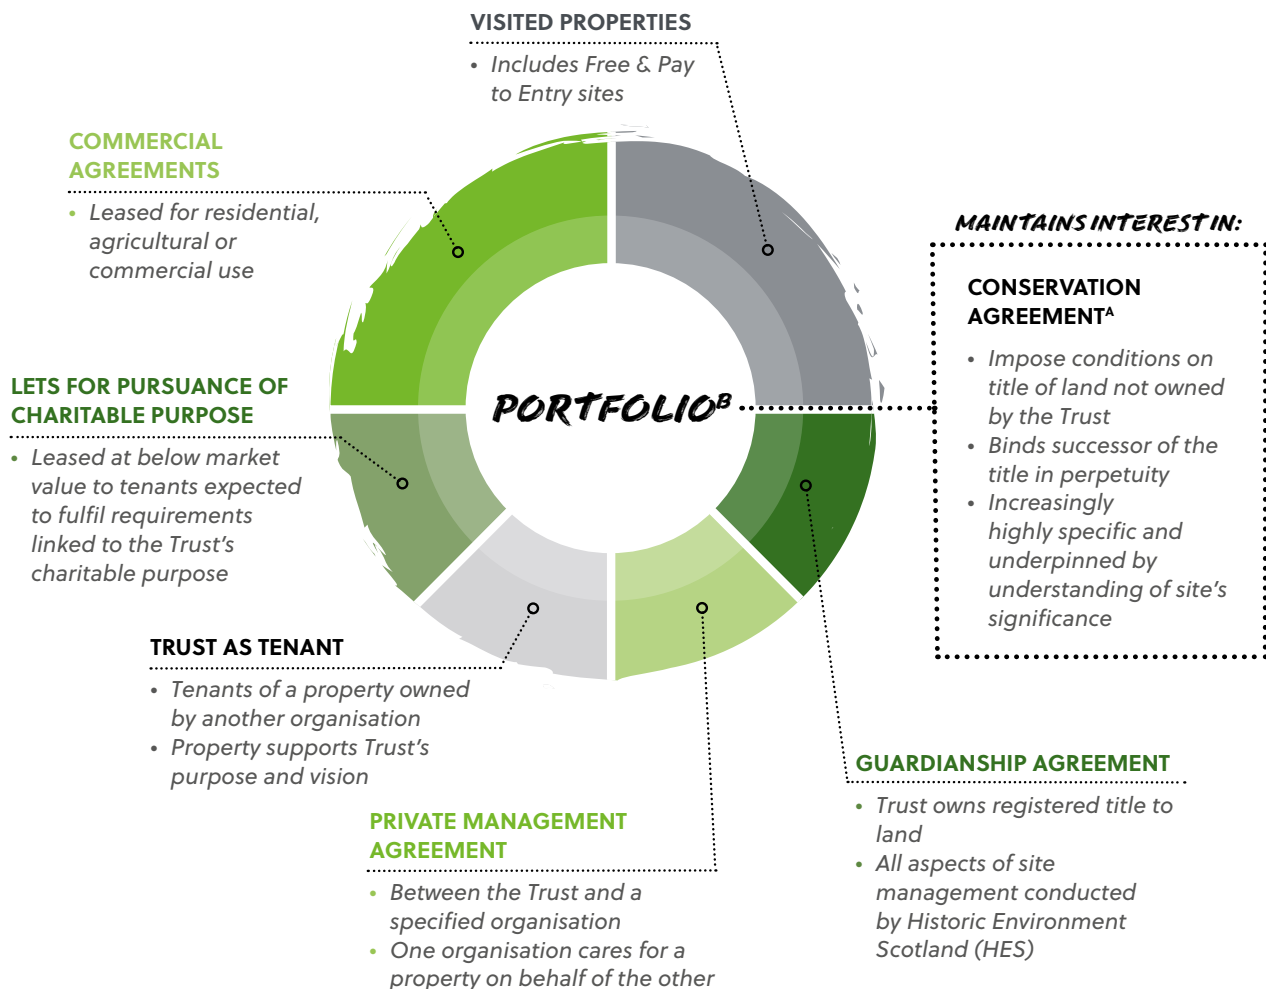 VISITED PROPERTIES
• Includes Free & Pay
to Entry sites
COMMERCIAL
AGREEMENTS
• Leased for residential,
agricultural or
commercial use
MAINTAINS INTEREST IN:
CONSERVATION
AGREEMENTᴬ
• Impose conditions on
title of land not owned
by the Trust
• Binds successor of the
title in perpetuity
• Increasingly
highly specific and
underpinned by
understanding of site’s
significance
LETS FOR PURSUANCE OF
CHARITABLE PURPOSE
• Leased at below market
value to tenants expected
to fulfil requirements
linked to the Trust’s
charitable purpose
PORTFOLIOᴮ
TRUST AS TENANT
• Tenants of a property owned
by another organisation
• Property supports Trust’s
purpose and vision
PRIVATE MANAGEMENT
AGREEMENT
• Between the Trust and a
specified organisation
• One organisation cares for a
property on behalf of the other
GUARDIANSHIP AGREEMENT
• Trust owns registered title to
land
• All aspects of site
management conducted
by Historic Environment
Scotland (HES)